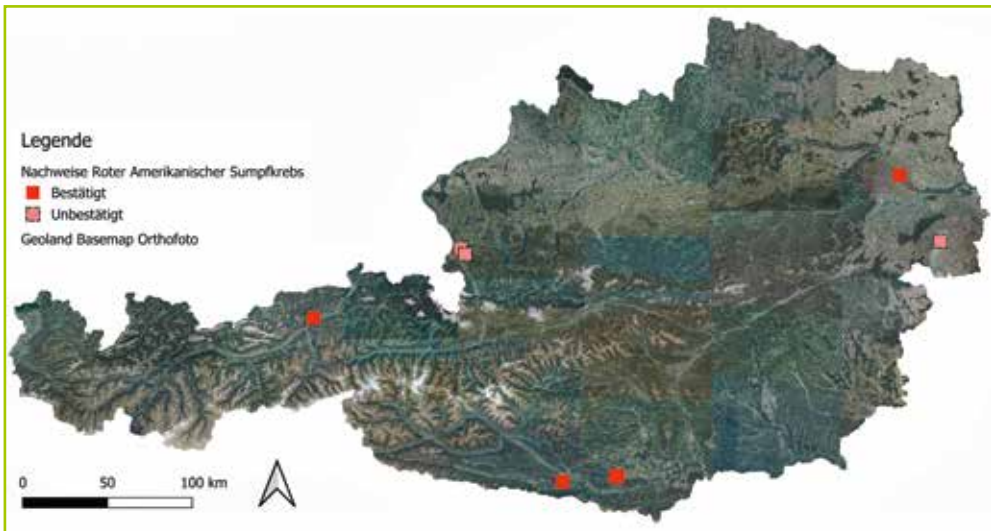 Legende
Nachweise Roter Amerikanischer Sumpfkrebs
Bestätigt
Unbestätigt
Geoland Basemap Orthofoto
0 50 100 km